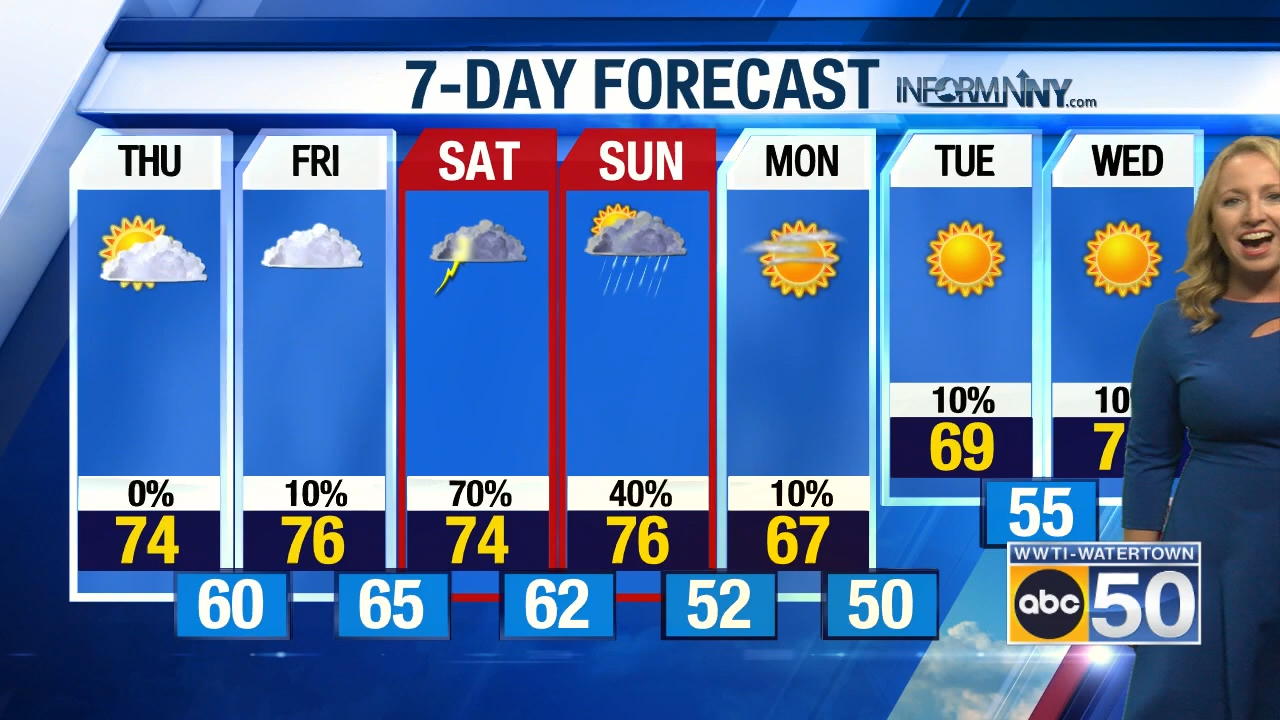 7-DAY FORECAST INFORMNNY.com
THU FRI SAT SUN MON TUE WED
10%
69
0% 10% 70% 40% 10%
74 76 74 76 67
55
60 65 62 52 50
WWTI-WATERTOWN
abc 50